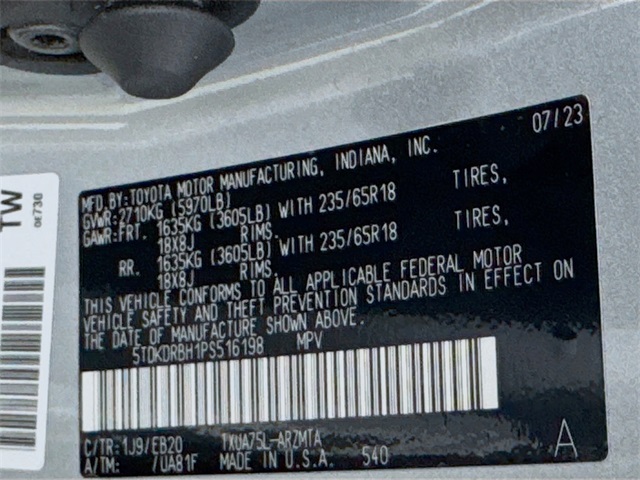 07/23
MFD.BY:TOYOTA MOTOR MANUFACTURING, INDIANA, INC.
GVWR:2710KG (5970LB)
GAWR:FRT. 1635KG (3605LB) WITH 235/65R18 TIRES,
18X8J RIMS.
RR. 1635KG (3605LB) WITH 235/65R18 TIRES,
18X8J RIMS.
THIS VEHICLE CONFORMS TO ALL APPLICABLE FEDERAL MOTOR
VEHICLE SAFETY AND THEFT PREVENTION STANDARDS IN EFFECT ON
THE DATE OF MANUFACTURE SHOWN ABOVE.
5TDKDRBH1PS516198 MPV
C/TR:1J9/EB20 TXUA75L-ARZMTA
A/TM: /UA81F MADE IN U.S.A. 540
A
TW
0E730